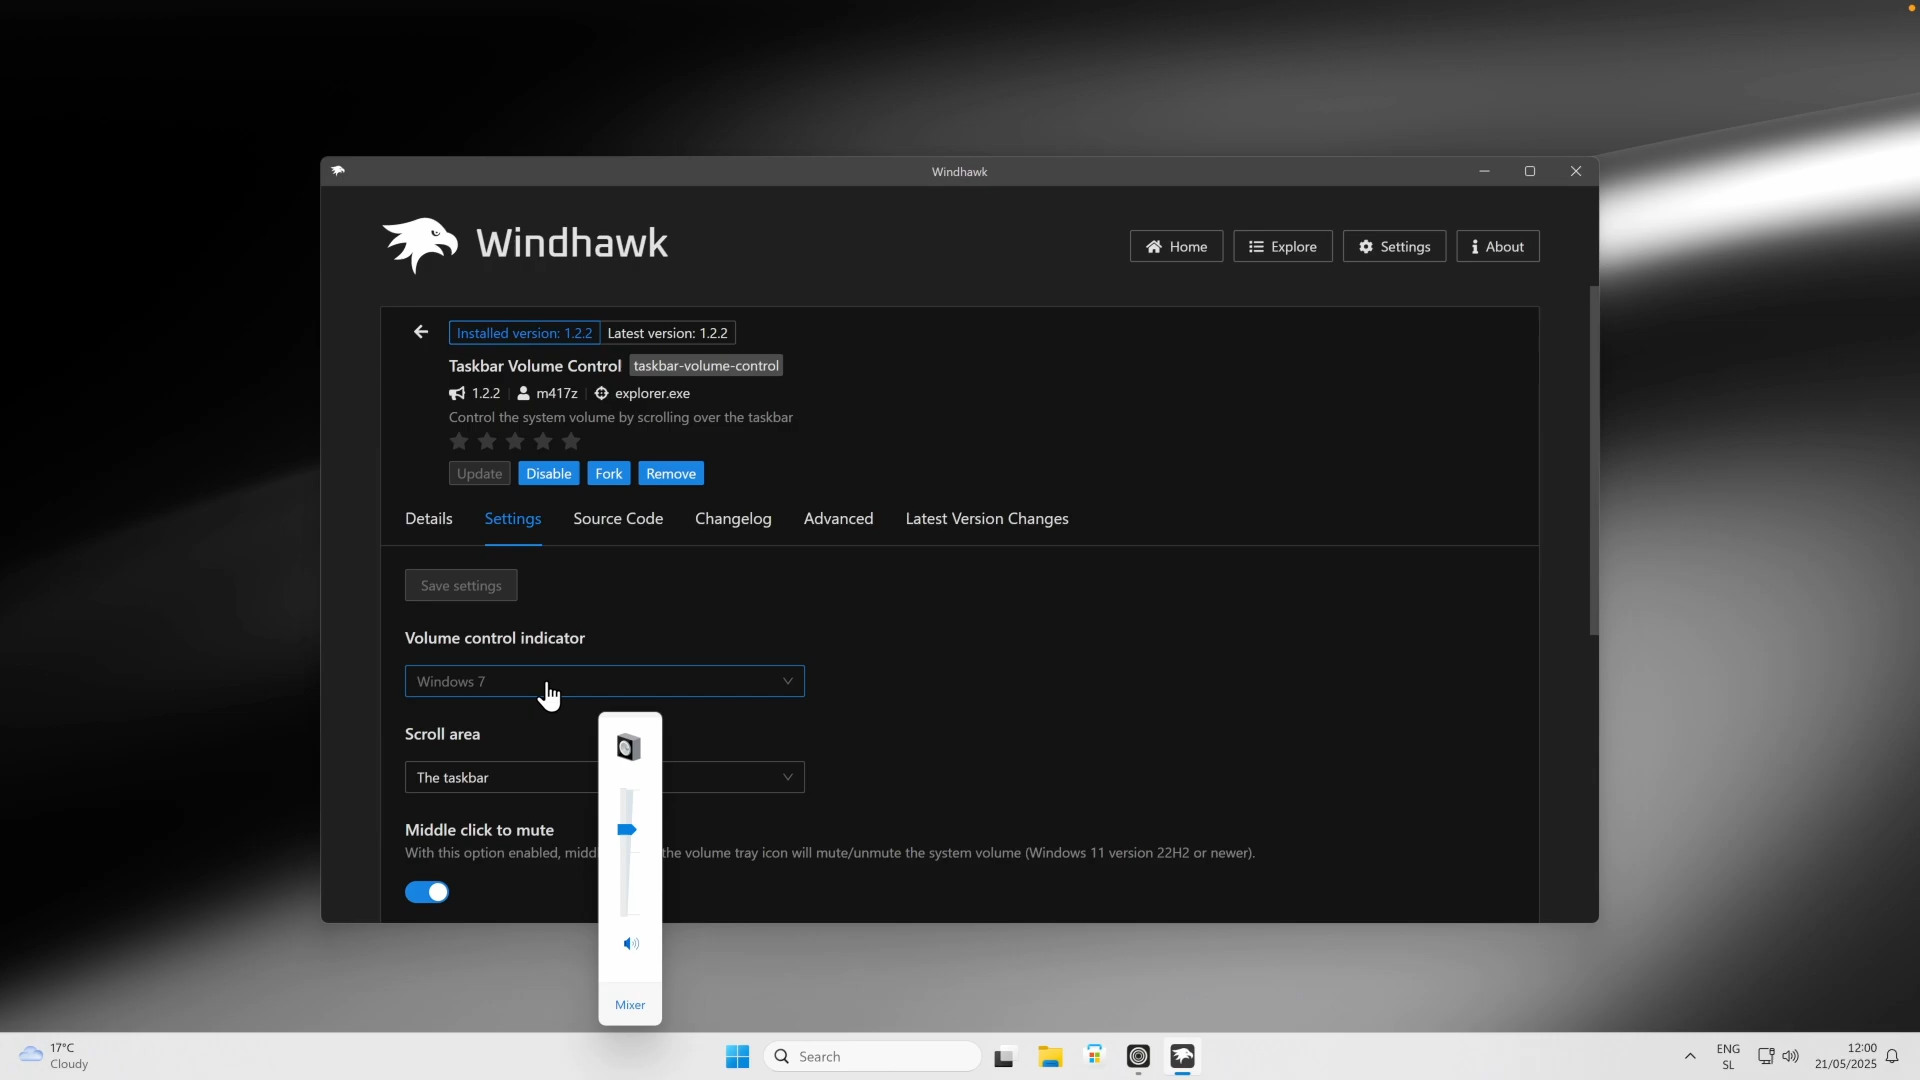 Windhawk
Windhawk
Home
Explore
Settings
About
Installed version: 1.2.2
Latest version: 1.2.2
Taskbar Volume Control
taskbar-volume-control
1.2.2
m417z
explorer.exe
Control the system volume by scrolling over the taskbar
Update
Disable
Fork
Remove
Details
Settings
Source Code
Changelog
Advanced
Latest Version Changes
Save settings
Volume control indicator
Windows 7
Scroll area
The taskbar
Middle click to mute
With this option enabled, midd the volume tray icon will mute/unmute the system volume (Windows 11 version 22H2 or newer).
Mixer
17°C
Cloudy
Search
ENG
SL
12:00
21/05/2025